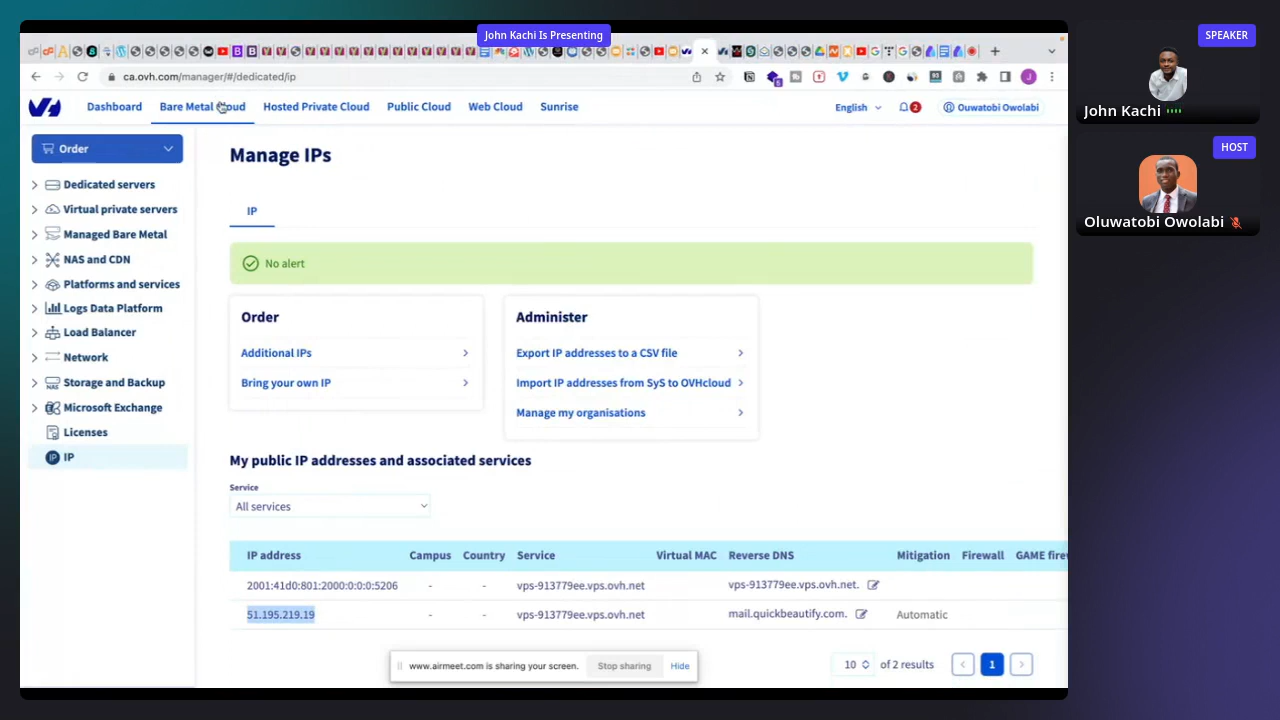 John Kachi Is Presenting
SPEAKER
John Kachi
HOST
Oluwatobi Owolabi
ca.ovh.com/manager/#/dedicated/ip
J
Dashboard Bare Metal Cloud Hosted Private Cloud Public Cloud Web Cloud Sunrise English 2 Ouwatobi Owolabi
Order
Dedicated servers
Virtual private servers
Managed Bare Metal
NAS and CDN
Platforms and services
Logs Data Platform
Load Balancer
Network
Storage and Backup
Microsoft Exchange
Licenses
IP
Manage IPs
IP
No alert
Order
Additional IPs
Bring your own IP
Administer
Export IP addresses to a CSV file
Import IP addresses from SyS to OVHcloud
Manage my organisations
My public IP addresses and associated services
Service
All services
IP address Campus Country Service Virtual MAC Reverse DNS Mitigation Firewall GAME firew
2001:41d0:801:2000:0:0:0:5206 - - vps-913779ee.vps.ovh.net vps-913779ee.vps.ovh.net.
51.195.219.19 - - vps-913779ee.vps.ovh.net mail.quickbeautify.com. Automatic
www.airmeet.com is sharing your screen. Stop sharing Hide
10 of 2 results 1